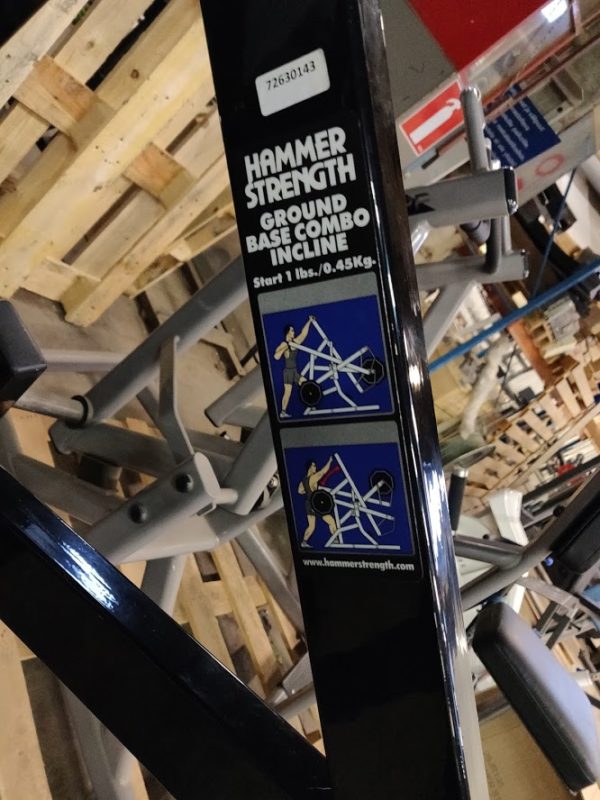 72630143
HAMMER
STRENGTH
GROUND
BASE COMBO
INCLINE
Start 1 lbs./0.45Kg.
www.hammerstrength.com